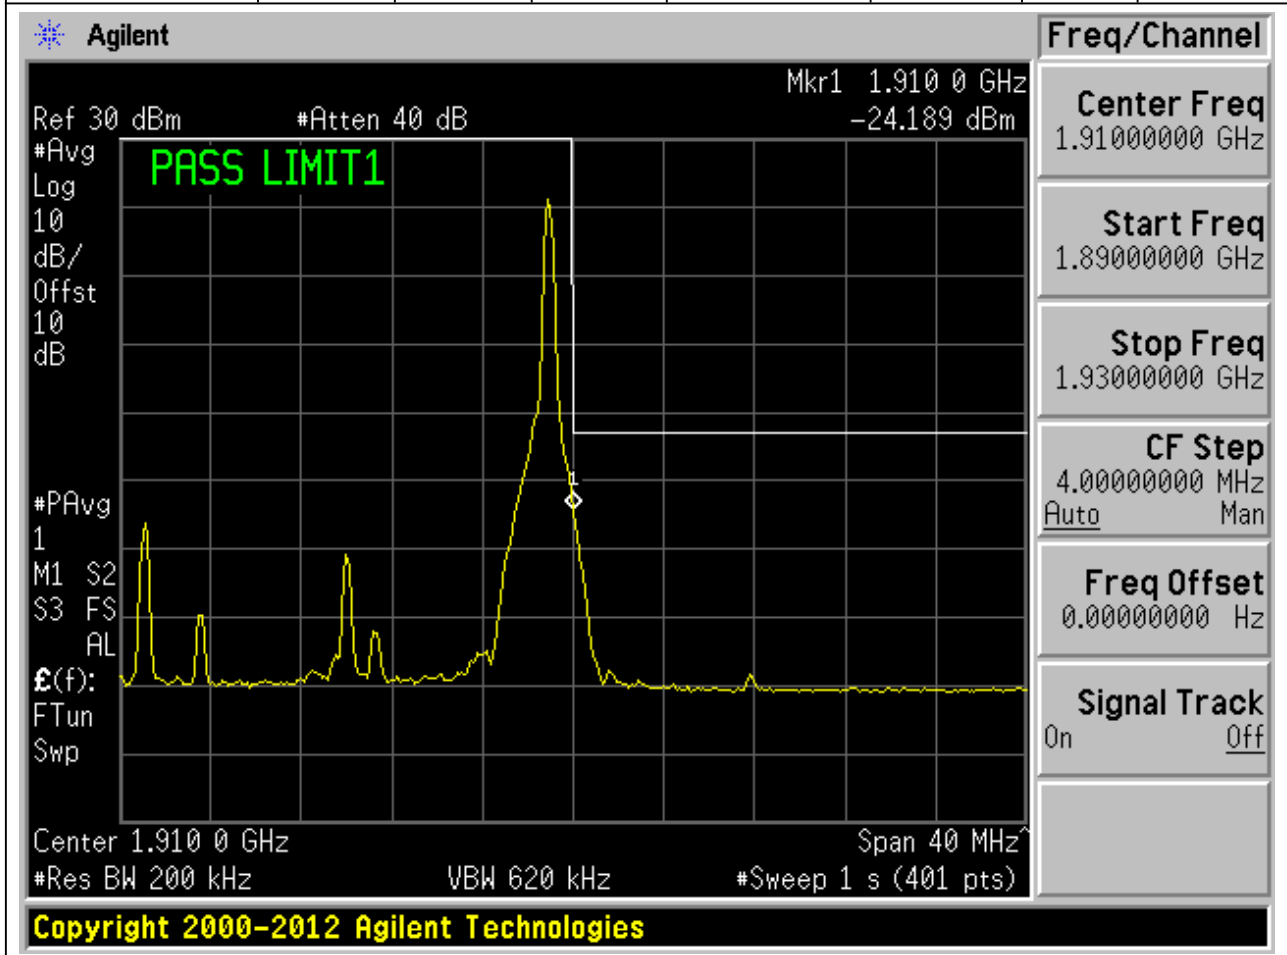 Agilent
Freq/Channel
Mkr1 1.910 0 GHz
Ref 30 dBm #Atten 40 dB -24.189 dBm
#Avg
Log
10
dB/
Offst
10
dB
PASS LIMIT1
1
#PAvg
1
M1 S2
S3 FS
AL
£(f):
FTun
Swp
Center 1.910 0 GHz Span 40 MHz^
#Res BW 200 kHz VBW 620 kHz #Sweep 1 s (401 pts)
Copyright 2000-2012 Agilent Technologies
Center Freq
1.91000000 GHz
Start Freq
1.89000000 GHz
Stop Freq
1.93000000 GHz
CF Step
4.00000000 MHz
Auto Man
Freq Offset
0.00000000 Hz
Signal Track
On Off